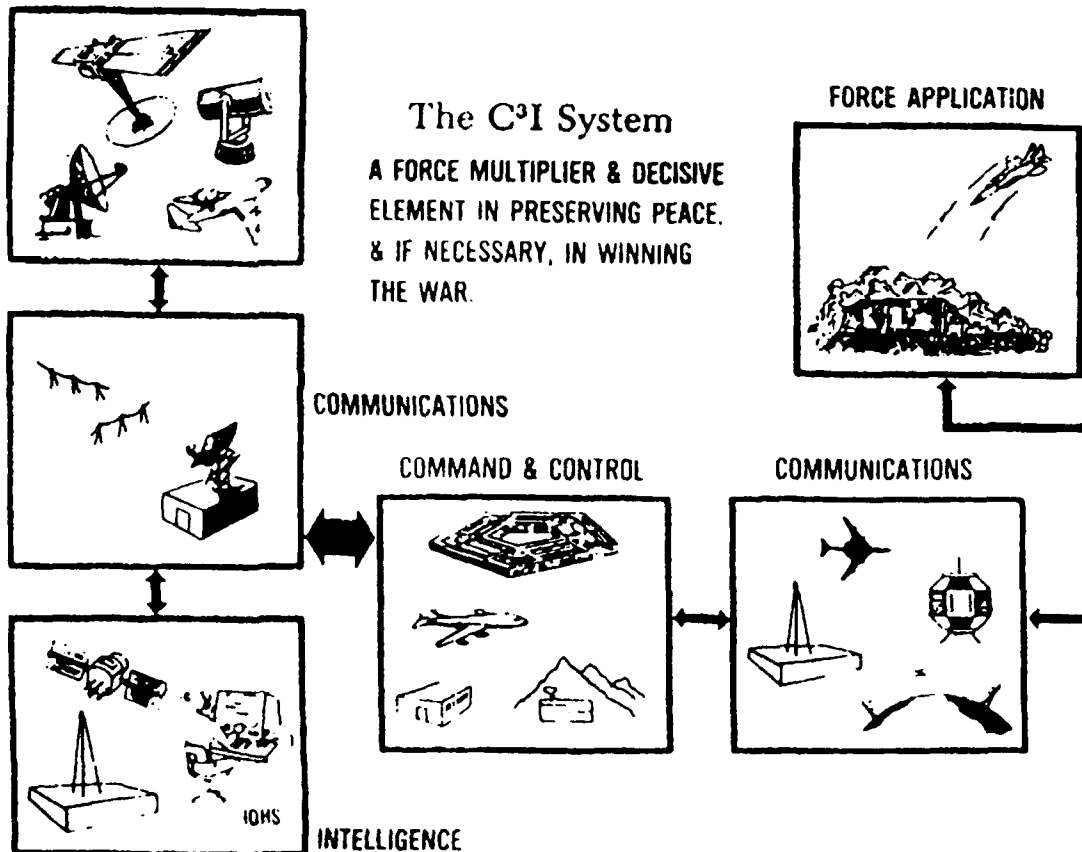 The C³I System
A FORCE MULTIPLIER & DECISIVE
ELEMENT IN PRESERVING PEACE,
& IF NECESSARY, IN WINNING
THE WAR.
FORCE APPLICATION
COMMUNICATIONS
COMMAND & CONTROL
COMMUNICATIONS
IDHS
INTELLIGENCE